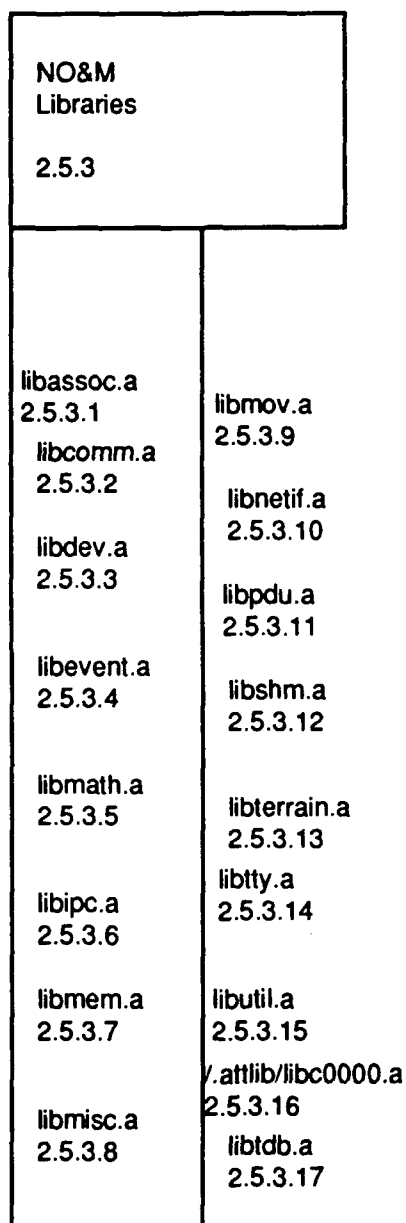 NO&M
Libraries
2.5.3
libassoc.a
2.5.3.1
libcomm.a
2.5.3.2
libdev.a
2.5.3.3
libevent.a
2.5.3.4
libmath.a
2.5.3.5
libipc.a
2.5.3.6
libmem.a
2.5.3.7
libmisc.a
2.5.3.8
libmov.a
2.5.3.9
libnetif.a
2.5.3.10
libpdu.a
2.5.3.11
libshm.a
2.5.3.12
libterrain.a
2.5.3.13
libtty.a
2.5.3.14
libutil.a
2.5.3.15
/.attlib/libc0000.a
2.5.3.16
libtdb.a
2.5.3.17